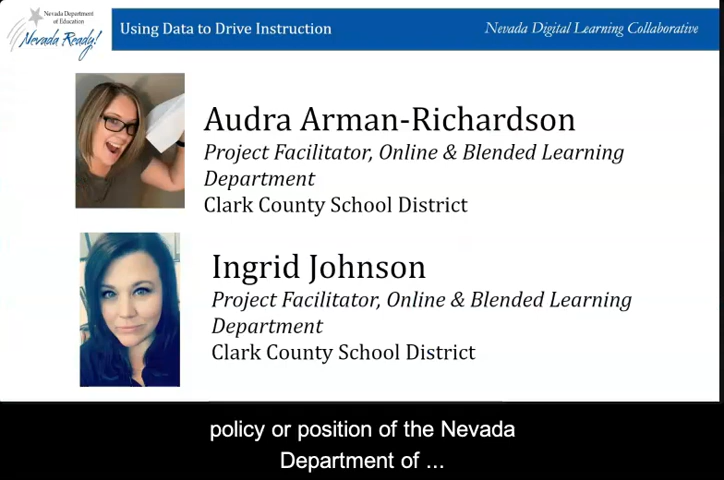 Nevada Department
of Education
Nevada Ready!
Using Data to Drive Instruction
Nevada Digital Learning Collaborative
Audra Arman-Richardson
Project Facilitator, Online & Blended Learning
Department
Clark County School District
Ingrid Johnson
Project Facilitator, Online & Blended Learning
Department
Clark County School District
policy or position of the Nevada
Department of ...